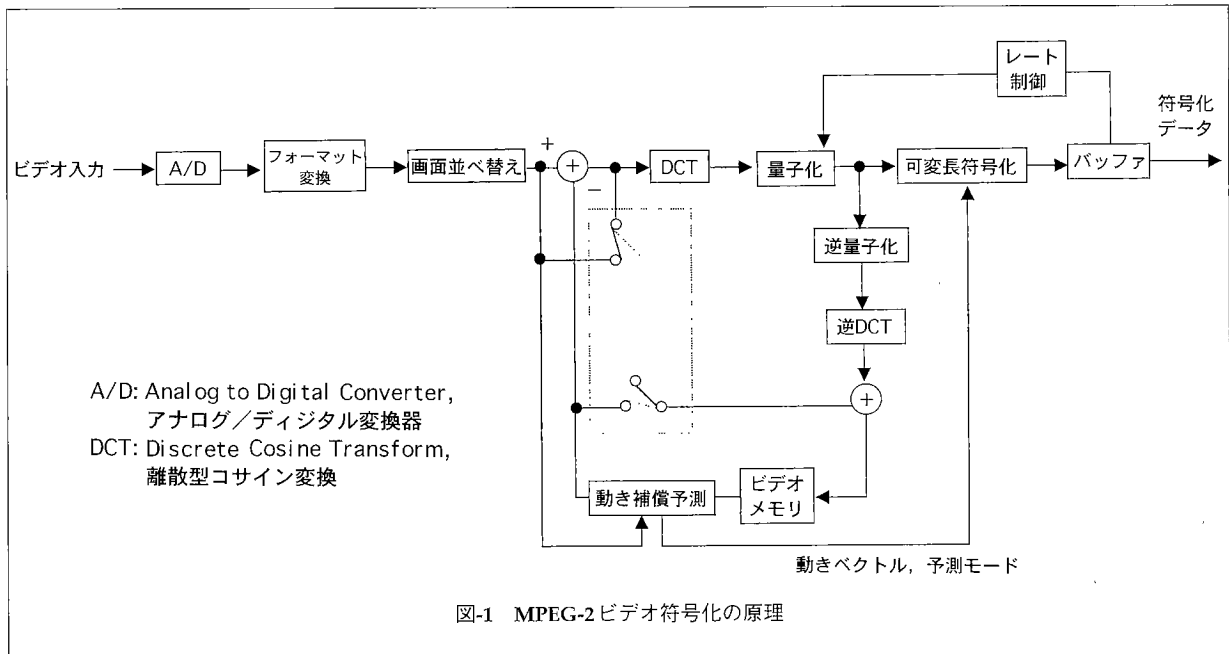 レート
制御
符号化
データ
ビデオ入力
A/D
フォーマット
変換
画面並べ替え
+
+
−
DCT
量子化
可変長符号化
バッファ
逆量子化
逆DCT
+
A/D: Analog to Digital Converter,
アナログ／ディジタル変換器
DCT: Discrete Cosine Transform,
離散型コサイン変換
動き補償予測
ビデオ
メモリ
動きベクトル，予測モード
図-1 MPEG-2ビデオ符号化の原理